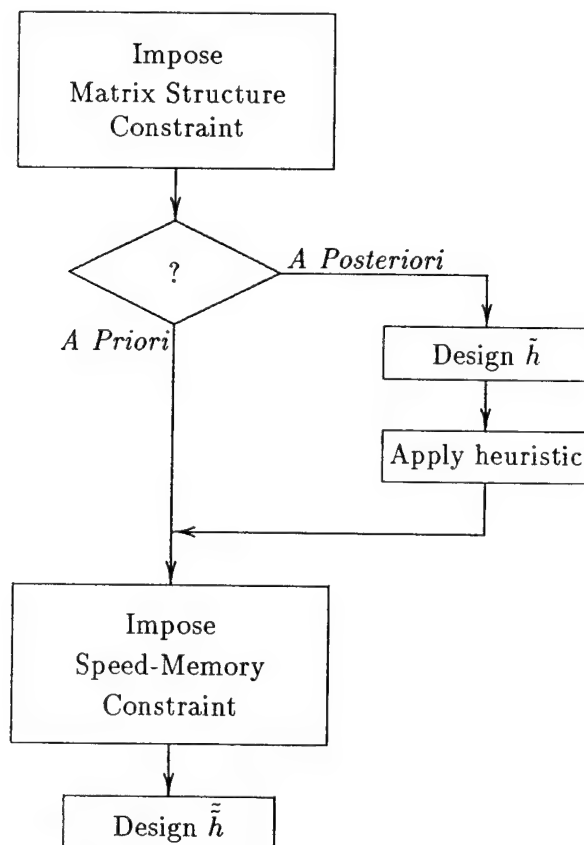 Impose
Matrix Structure
Constraint
?
A Posteriori
A Priori
Design h̃
Apply heuristic
Impose
Speed-Memory
Constraint
Design h̃̃